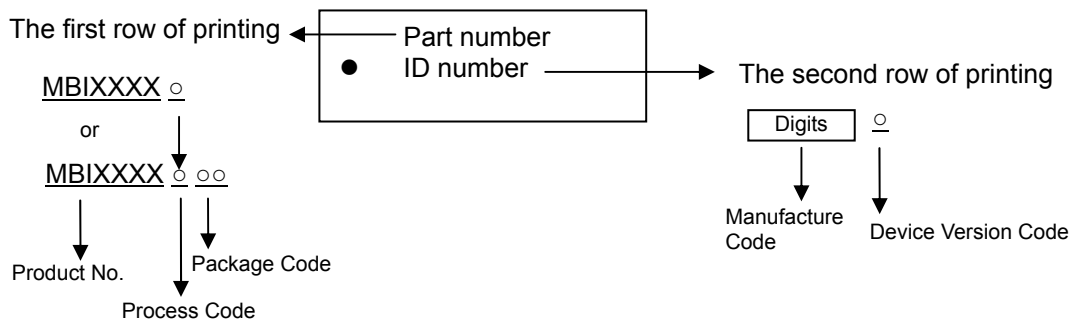 The first row of printing
Part number
ID number
The second row of printing
MBIXXXX ○
or
MBIXXXX ○ ○○
Product No.
Package Code
Process Code
Digits ○
Manufacture
Code
Device Version Code